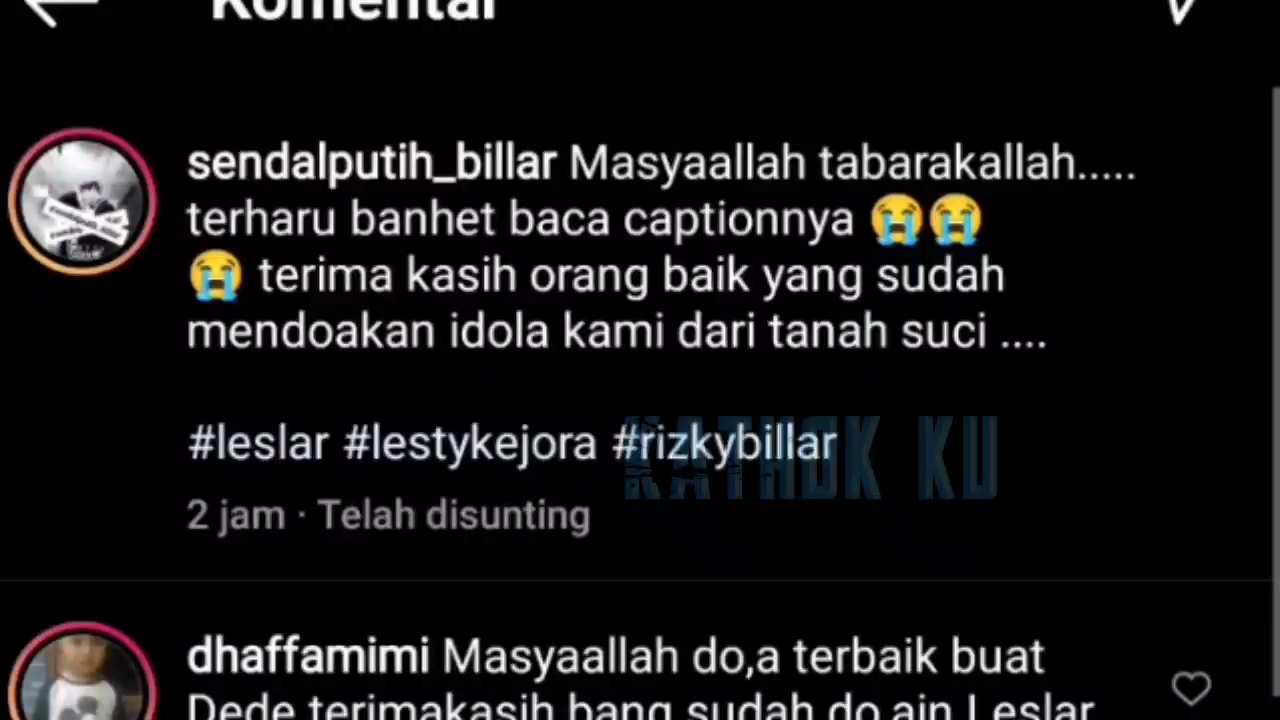 Komentar
sendalputih_billar Masyaallah tabarakallah.....
terharu banhet baca captionnya 😭😭
😭 terima kasih orang baik yang sudah
mendoakan idola kami dari tanah suci ....
#leslar #lestykejora #rizkybillar
KATHOK KU
2 jam · Telah disunting
dhaffamimi Masyaallah do,a terbaik buat
Dede terimakasih bang sudah do,ain Leslar